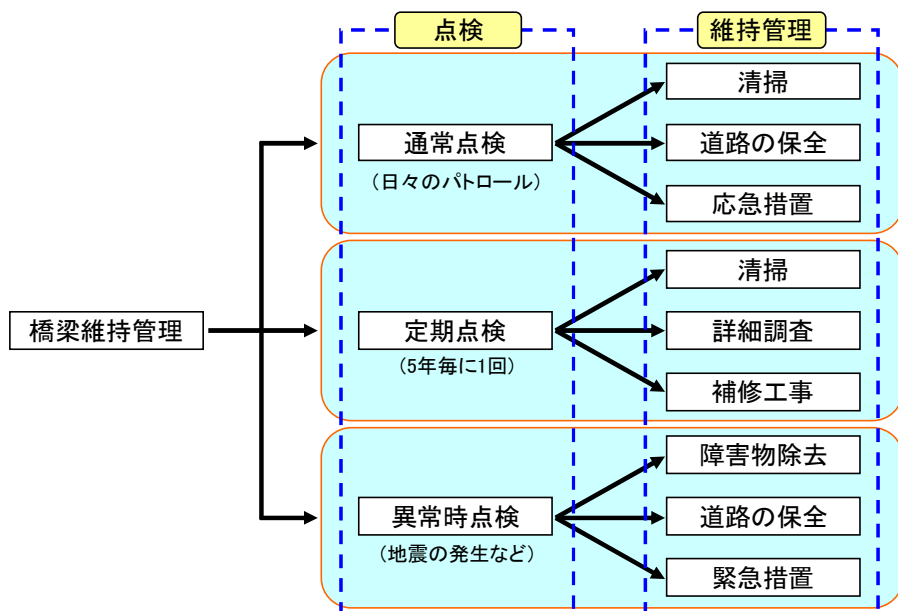 点検
維持管理
清掃
通常点検
(日々のパトロール)
道路の保全
応急措置
清掃
橋梁維持管理
定期点検
(5年毎に1回)
詳細調査
補修工事
障害物除去
異常時点検
(地震の発生など)
道路の保全
緊急措置